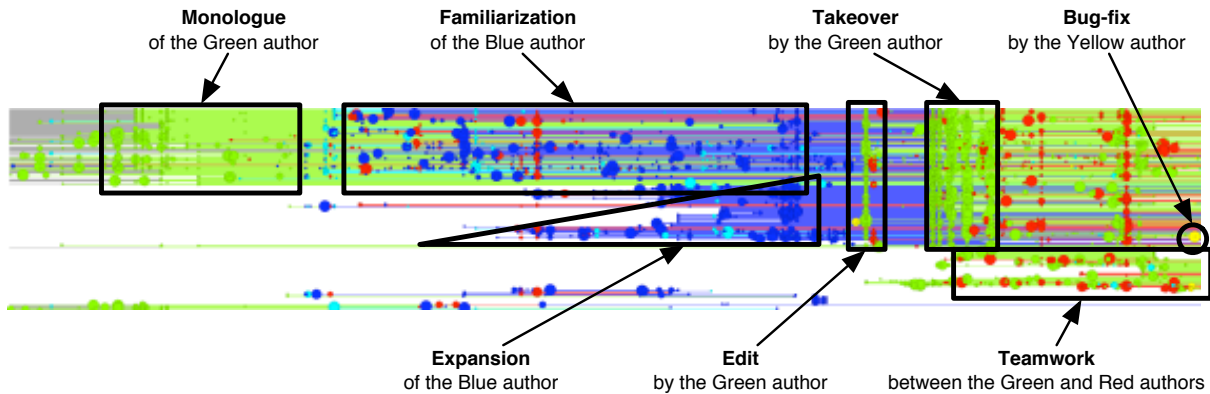 Monologue
of the Green author
Familiarization
of the Blue author
Takeover
by the Green author
Bug-fix
by the Yellow author
Expansion
of the Blue author
Edit
by the Green author
Teamwork
between the Green and Red authors